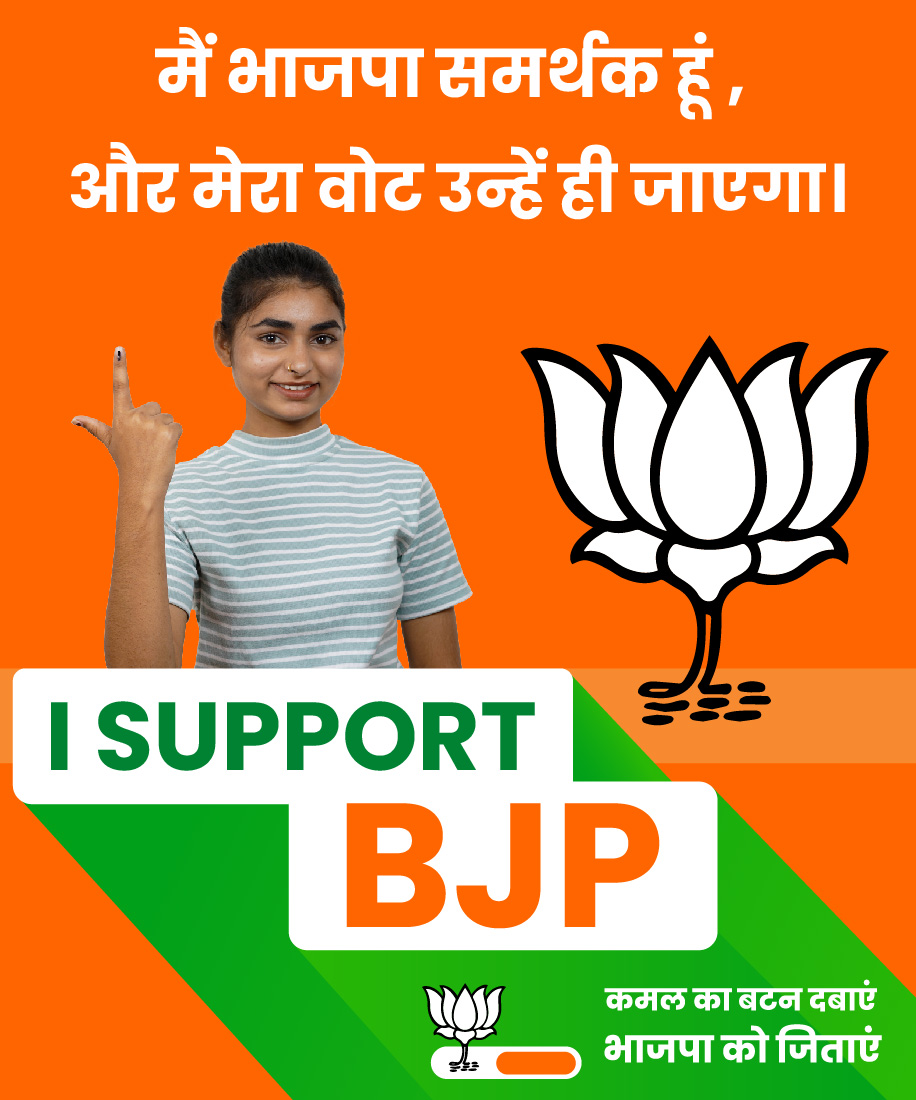 मैं भाजपा समर्थक हूं ,
और मेरा वोट उन्हें ही जाएगा।
I SUPPORT
BJP
कमल का बटन दबाएं
भाजपा को जिताएं